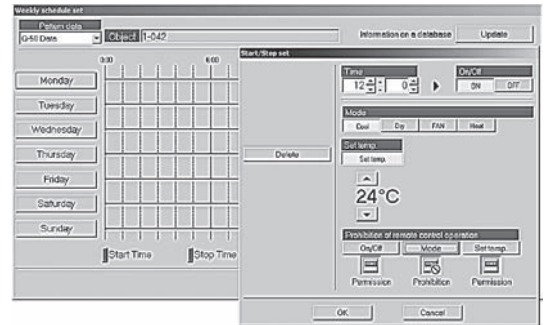 Weekly schedule set
Pattern data
G-50 Data
Object 1-042
Information on a database
Update
0:00 6:00
Monday
Tuesday
Wednesday
Thursday
Friday
Saturday
Sunday
Start Time Stop Time
Start/Stop set
Time On/Off
12 : 0 ON OFF
Mode
Cool Dry FAN Heat
Delete
Set temp.
Set temp.
24°C
Prohibition of remote control operation
On/Off Mode Set temp.
Permission Prohibition Permission
OK Cancel